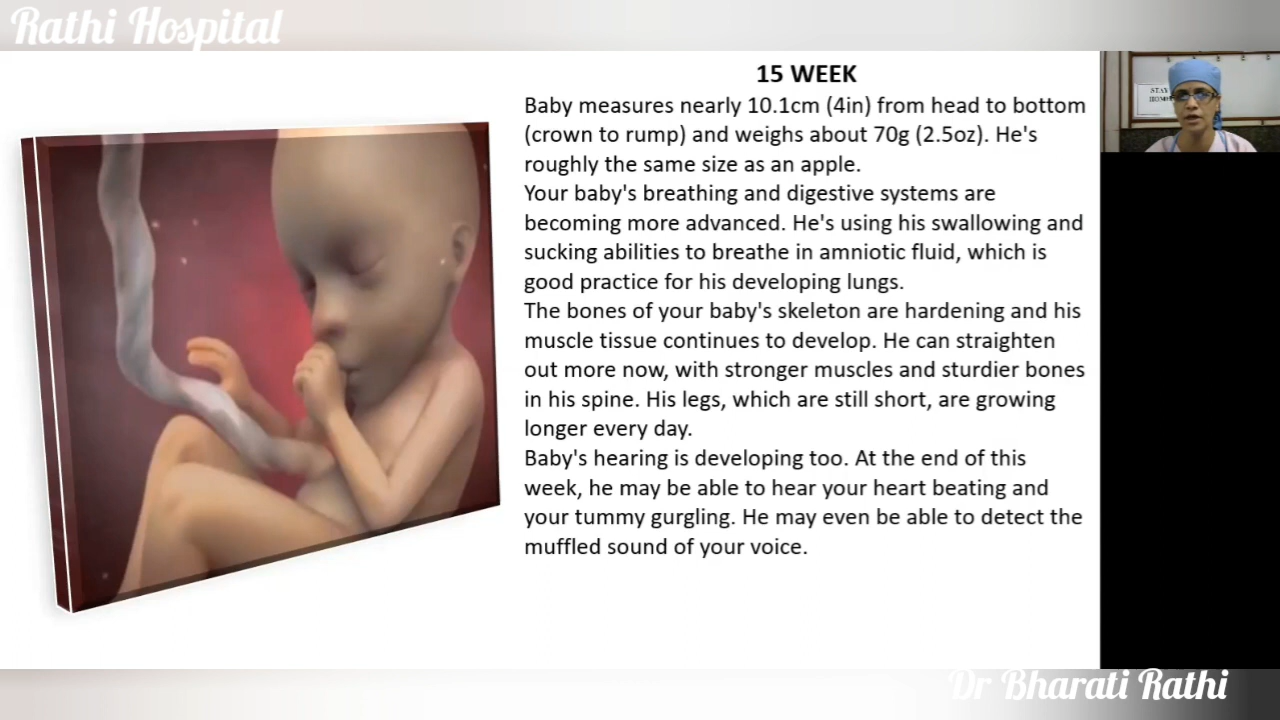 Rathi Hospital
15 WEEK
Baby measures nearly 10.1cm (4in) from head to bottom
(crown to rump) and weighs about 70g (2.5oz). He's
roughly the same size as an apple.
Your baby's breathing and digestive systems are
becoming more advanced. He's using his swallowing and
sucking abilities to breathe in amniotic fluid, which is
good practice for his developing lungs.
The bones of your baby's skeleton are hardening and his
muscle tissue continues to develop. He can straighten
out more now, with stronger muscles and sturdier bones
in his spine. His legs, which are still short, are growing
longer every day.
Baby's hearing is developing too. At the end of this
week, he may be able to hear your heart beating and
your tummy gurgling. He may even be able to detect the
muffled sound of your voice.
STAY
HOME
Dr Bharati Rathi